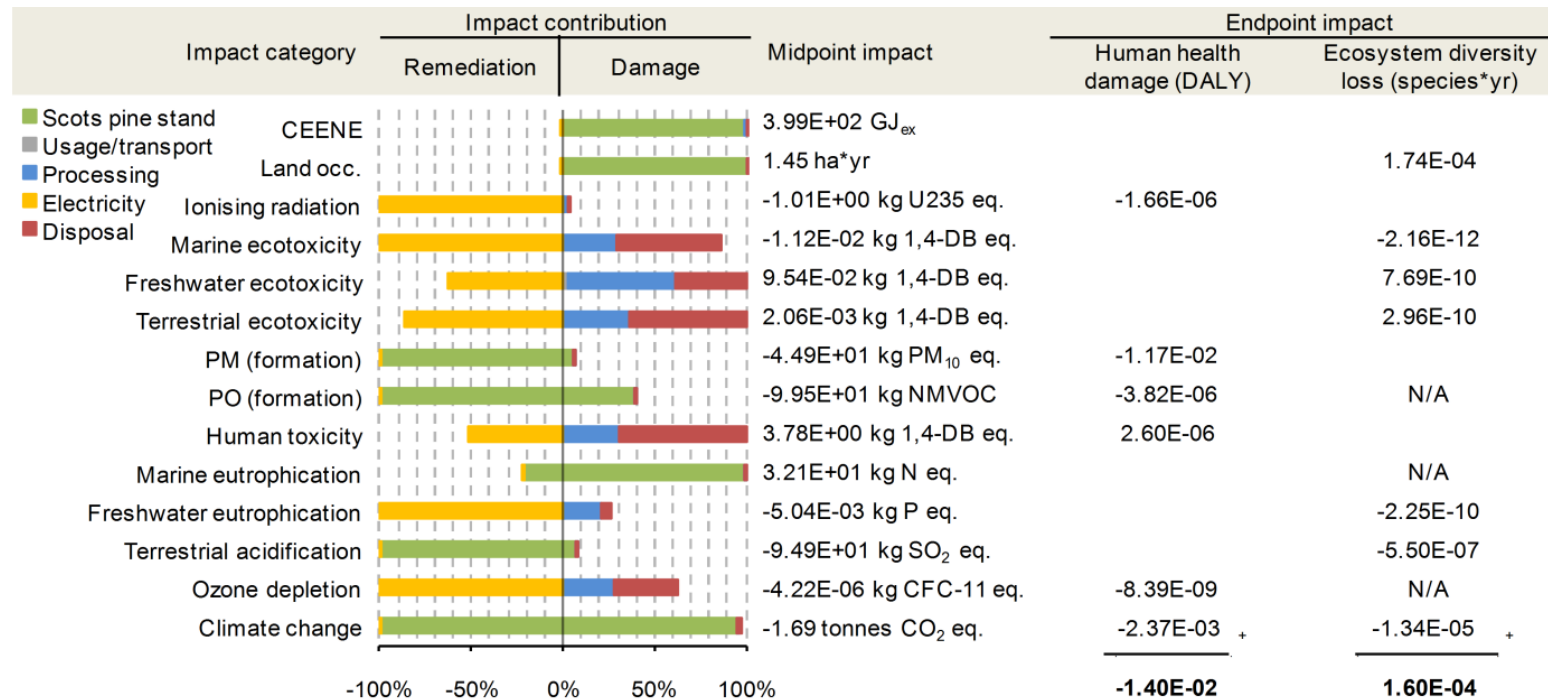 Impact contribution
Endpoint impact
Impact category
Remediation
Damage
Midpoint impact
Human health damage (DALY)
Ecosystem diversity loss (species*yr)
Scots pine stand
Usage/transport
Processing
Electricity
Disposal
CEENE 3.99E+02 GJex
Land occ. 1.45 ha*yr 1.74E-04
Ionising radiation -1.01E+00 kg U235 eq. -1.66E-06
Marine ecotoxicity -1.12E-02 kg 1,4-DB eq. -2.16E-12
Freshwater ecotoxicity 9.54E-02 kg 1,4-DB eq. 7.69E-10
Terrestrial ecotoxicity 2.06E-03 kg 1,4-DB eq. 2.96E-10
PM (formation) -4.49E+01 kg PM10 eq. -1.17E-02
PO (formation) -9.95E+01 kg NMVOC -3.82E-06 N/A
Human toxicity 3.78E+00 kg 1,4-DB eq. 2.60E-06
Marine eutrophication 3.21E+01 kg N eq. N/A
Freshwater eutrophication -5.04E-03 kg P eq. -2.25E-10
Terrestrial acidification -9.49E+01 kg SO2 eq. -5.50E-07
Ozone depletion -4.22E-06 kg CFC-11 eq. -8.39E-09 N/A
Climate change -1.69 tonnes CO2 eq. -2.37E-03 + -1.34E-05 +
-100% -50% 0% 50% 100% -1.40E-02 1.60E-04